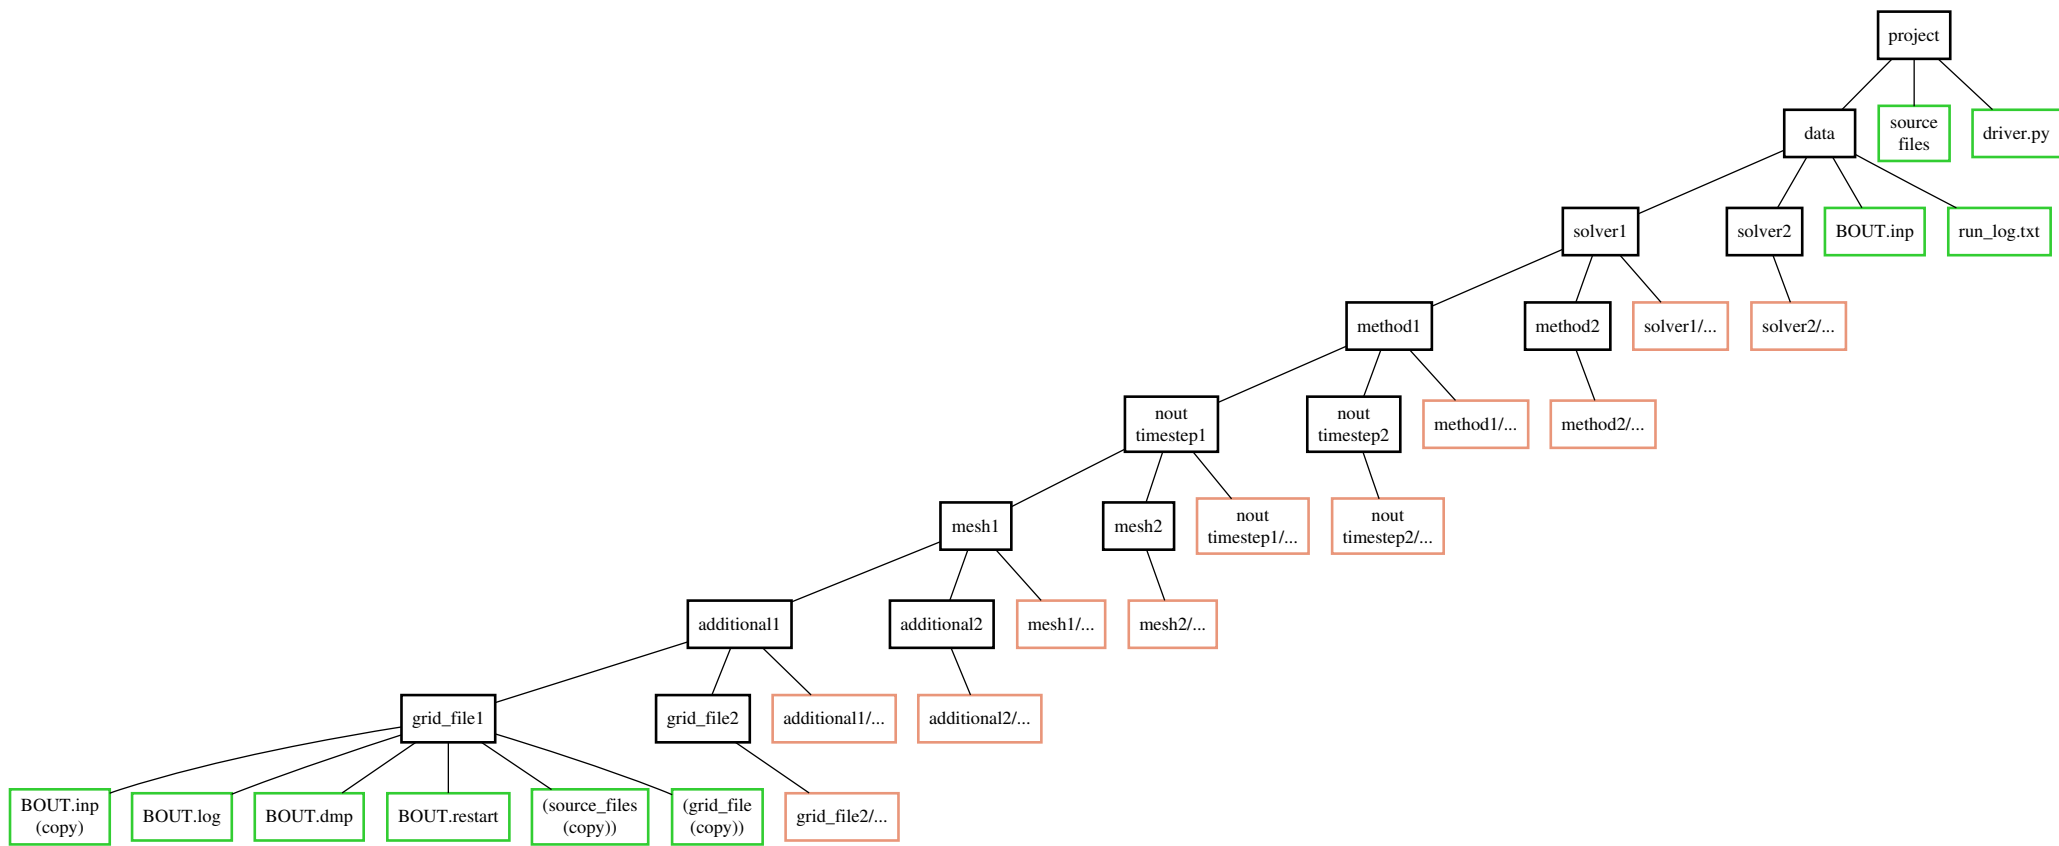 project
data
source
files
driver.py
solver1
solver2
BOUT.inp
run_log.txt
method1
method2
solver1/...
solver2/...
nout
timestep1
nout
timestep2
method1/...
method2/...
mesh1
mesh2
nout
timestep1/...
nout
timestep2/...
additional1
additional2
mesh1/...
mesh2/...
grid_file1
grid_file2
additional1/...
additional2/...
BOUT.inp
(copy)
BOUT.log
BOUT.dmp
BOUT.restart
(source_files
(copy))
(grid_file
(copy))
grid_file2/...